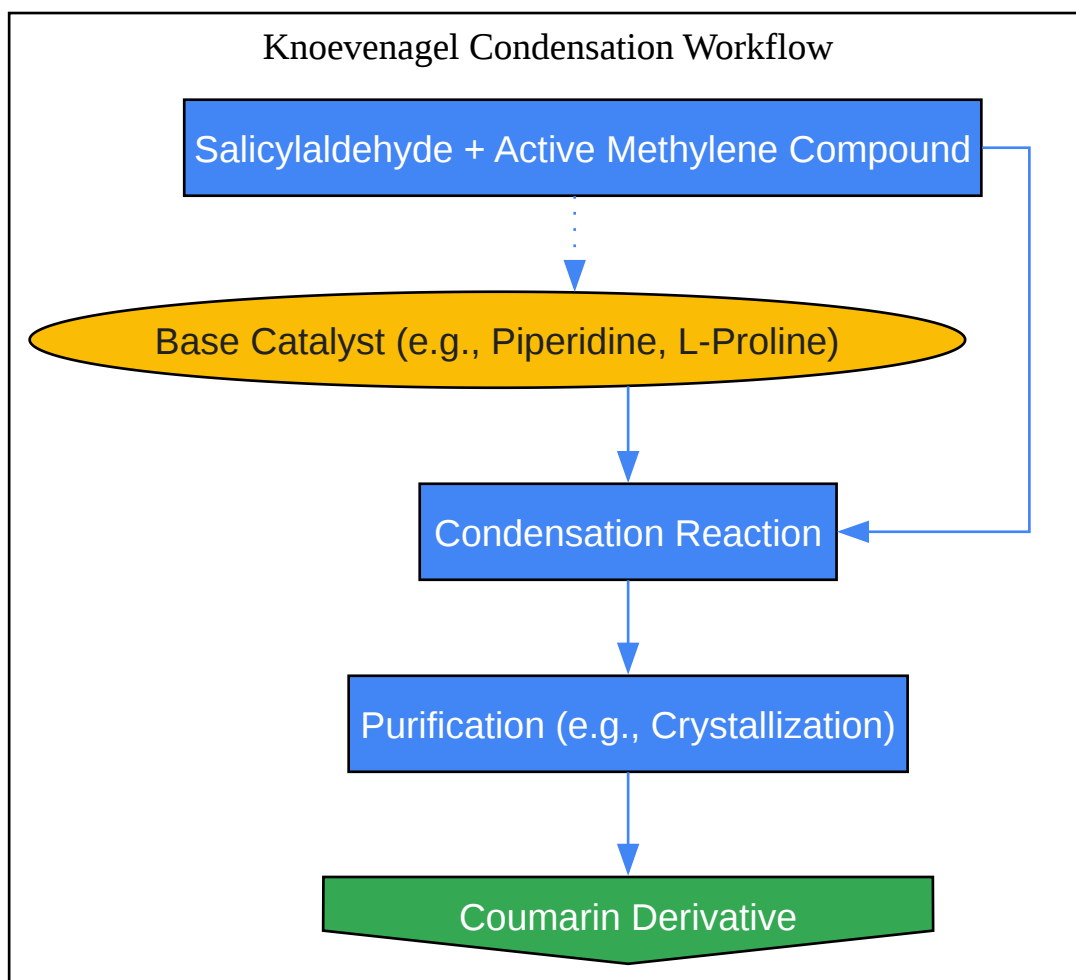 Knoevenagel Condensation Workflow
Salicylaldehyde + Active Methylene Compound
Base Catalyst (e.g., Piperidine, L-Proline)
Condensation Reaction
Purification (e.g., Crystallization)
Coumarin Derivative